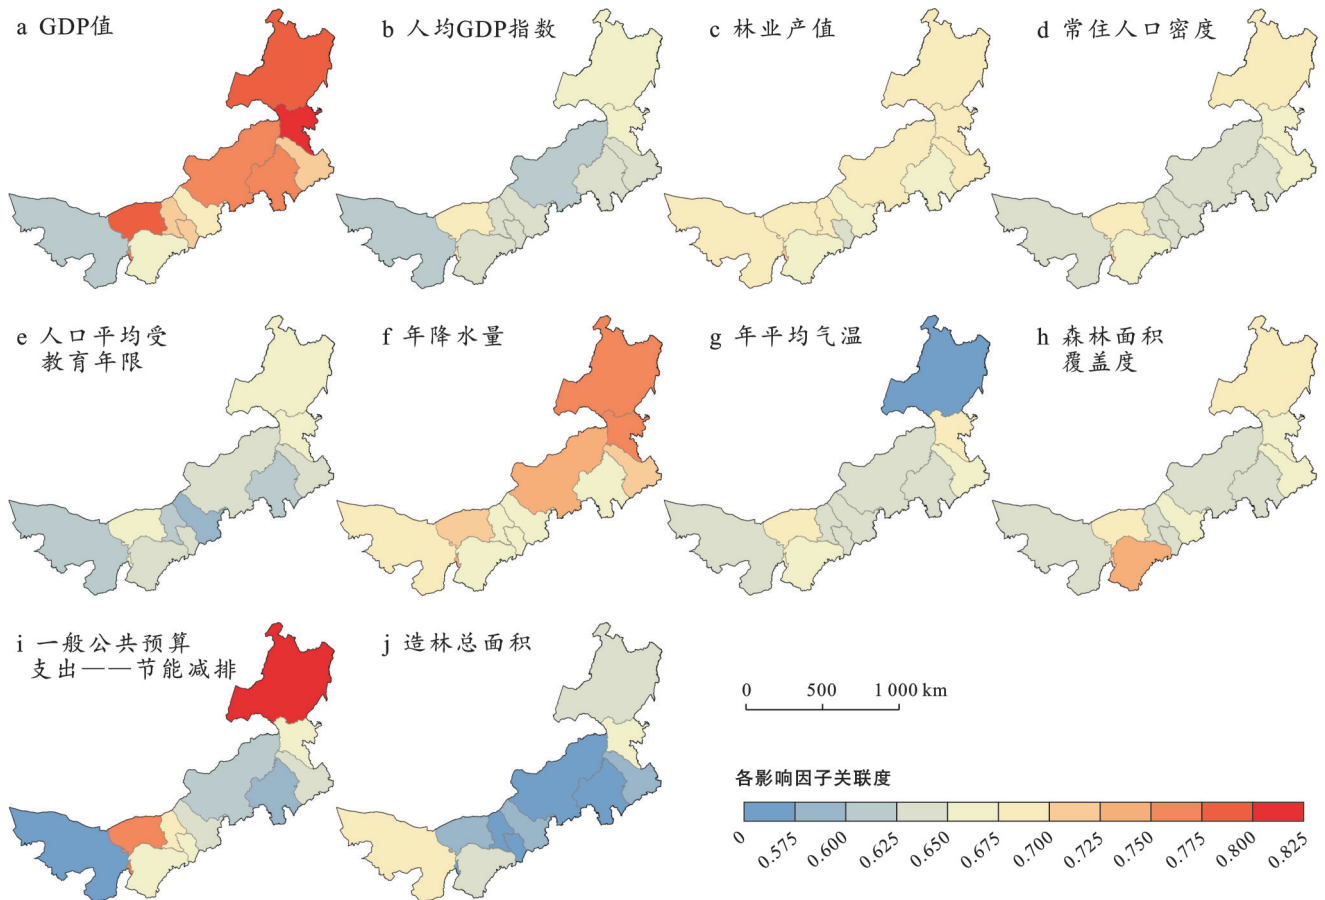 a GDP值
b 人均GDP指数
c 林业产值
d 常住人口密度
e 人口平均受
教育年限
f 年降水量
g 年平均气温
h 森林面积
覆盖度
i 一般公共预算
支出——节能减排
j 造林总面积
0 500 1 000 km
各影响因子关联度
0 0.575 0.600 0.625 0.650 0.675 0.700 0.725 0.750 0.775 0.800 0.825